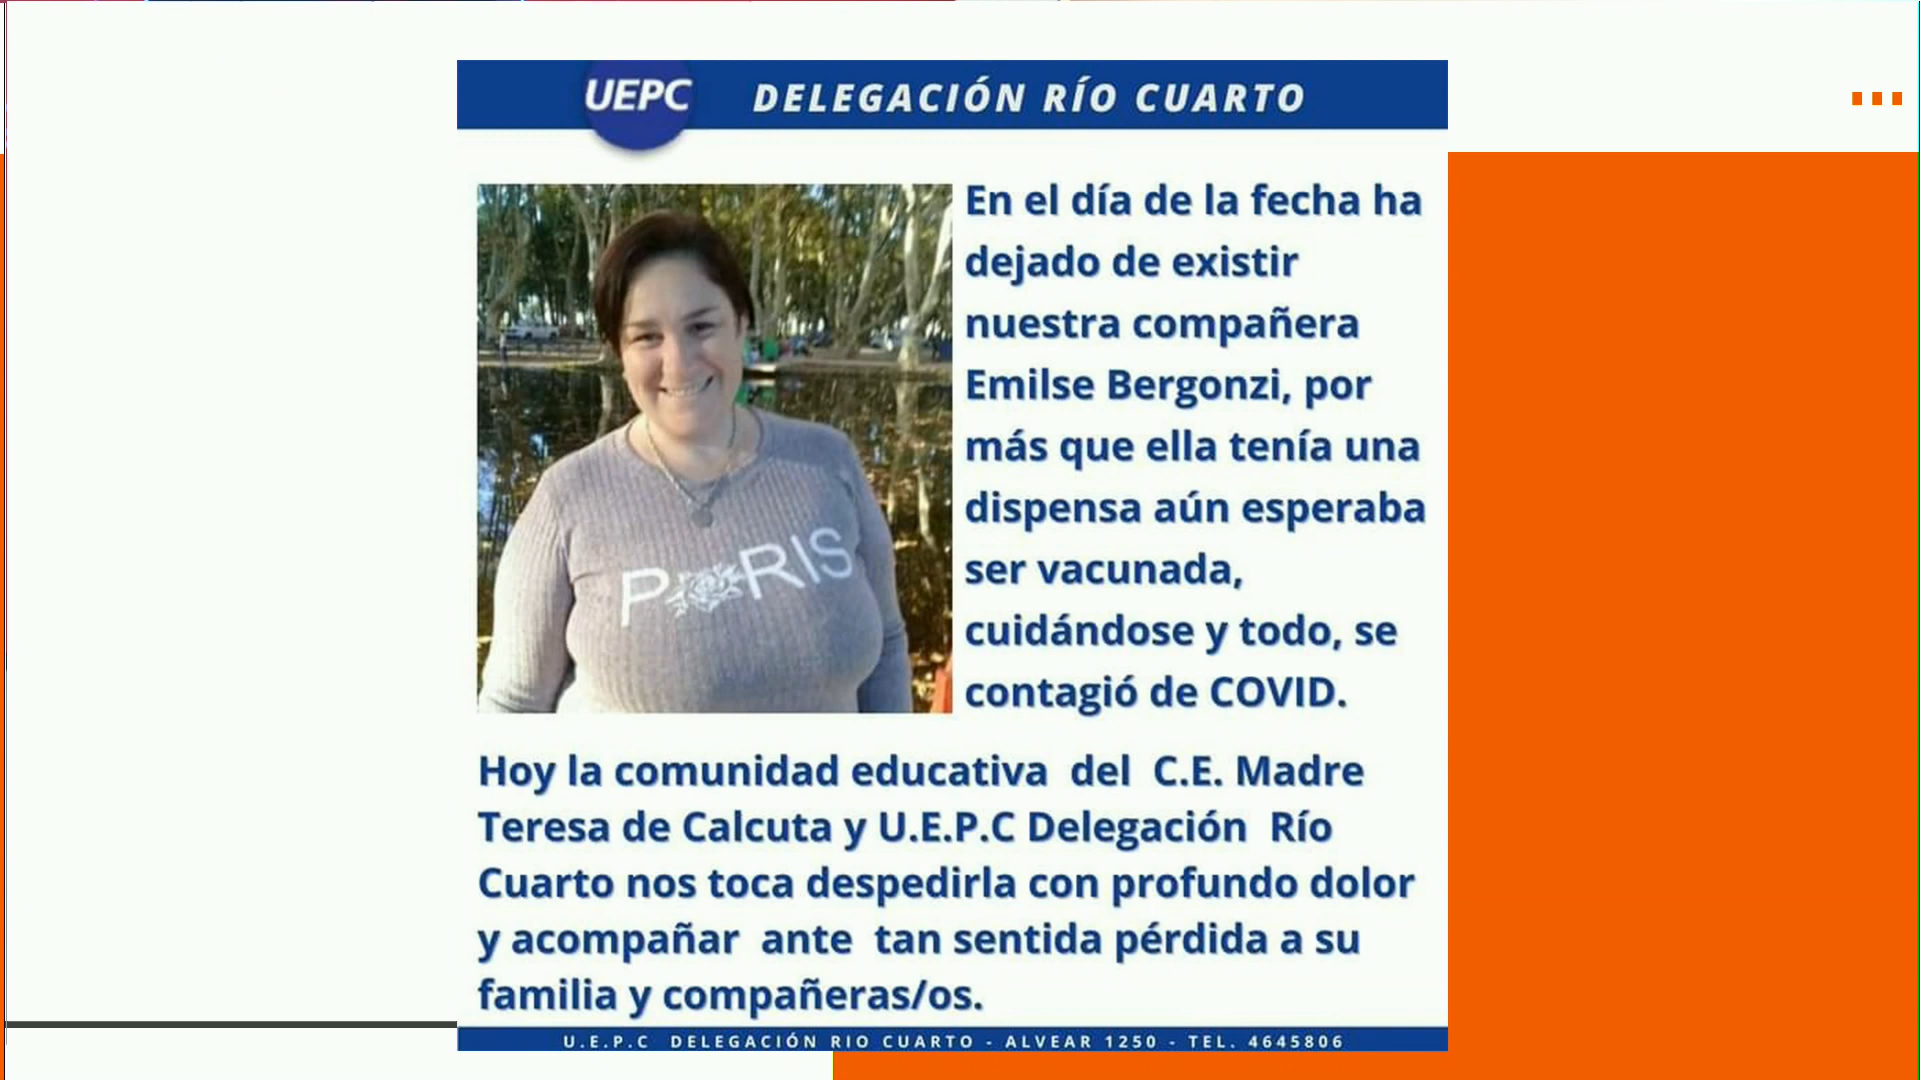 UEPC DELEGACIÓN RÍO CUARTO
En el día de la fecha ha
dejado de existir
nuestra compañera
Emilse Bergonzi, por
más que ella tenía una
dispensa aún esperaba
ser vacunada,
cuidándose y todo, se
contagió de COVID.
PARIS
Hoy la comunidad educativa del C.E. Madre
Teresa de Calcuta y U.E.P.C Delegación Río
Cuarto nos toca despedirla con profundo dolor
y acompañar ante tan sentida pérdida a su
familia y compañeras/os.
U.E.P.C DELEGACIÓN RIO CUARTO - ALVEAR 1250 - TEL. 4645806